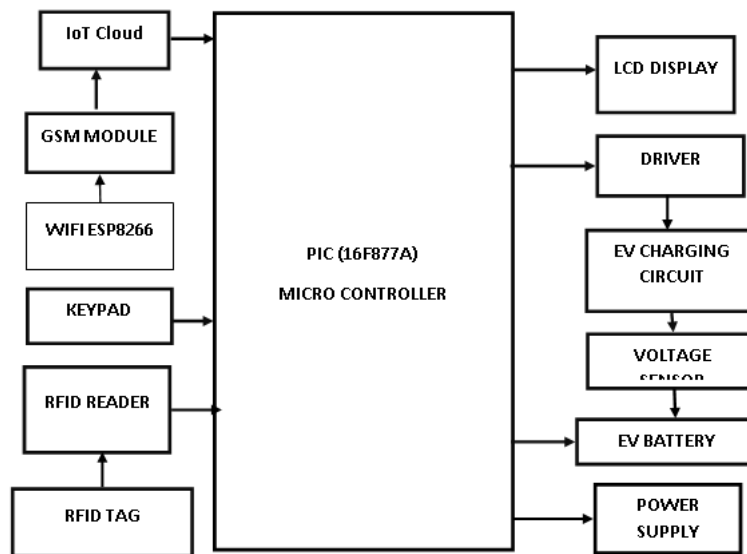 IoT Cloud
GSM MODULE
WIFI ESP8266
KEYPAD
RFID READER
RFID TAG
PIC (16F877A)
MICRO CONTROLLER
LCD DISPLAY
DRIVER
EV CHARGING
CIRCUIT
VOLTAGE
SENSOR
EV BATTERY
POWER
SUPPLY